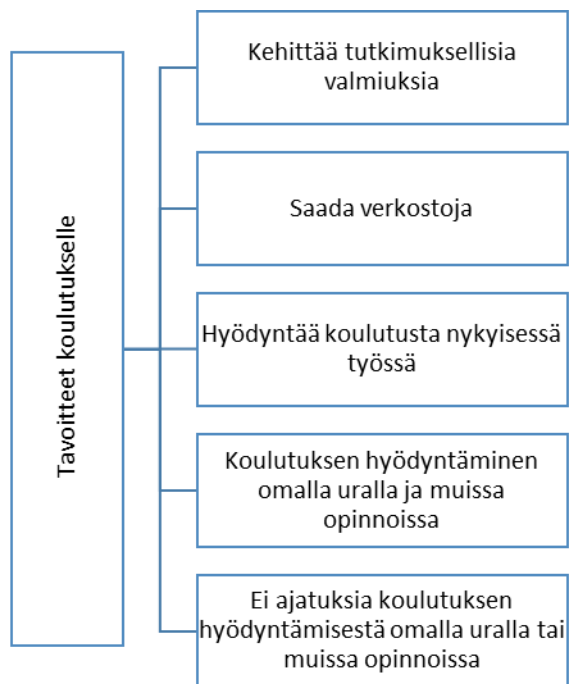 Tavoitteet koulutukselle
Kehittää tutkimuksellisia
valmiuksia
Saada verkostoja
Hyödyntää koulutusta nykyisessä
työssä
Koulutuksen hyödyntäminen
omalla uralla ja muissa
opinnoissa
Ei ajatuksia koulutuksen
hyödyntämisestä omalla uralla tai
muissa opinnoissa